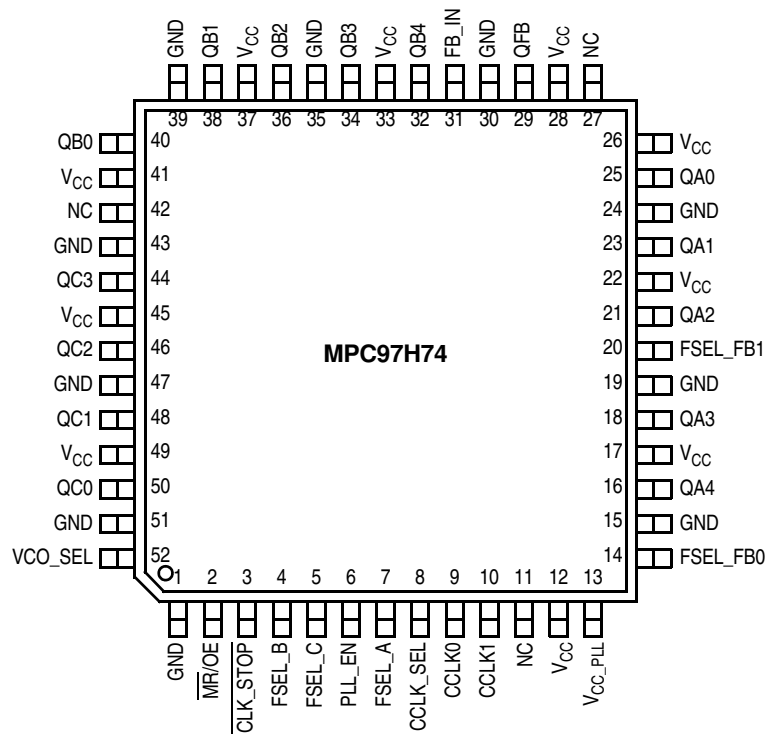 GND QB1 VCC QB2 GND QB3 VCC QB4 FB_IN GND QFB VCC NC
39 38 37 36 35 34 33 32 31 30 29 28 27
QB0 40 26 VCC
VCC 41 25 QA0
NC 42 24 GND
GND 43 23 QA1
QC3 44 22 VCC
VCC 45 21 QA2
QC2 46 MPC97H74 20 FSEL_FB1
GND 47 19 GND
QC1 48 18 QA3
VCC 49 17 VCC
QC0 50 16 QA4
GND 51 15 GND
VCO_SEL 52 14 FSEL_FB0
1 2 3 4 5 6 7 8 9 10 11 12 13
GND MR/OE CLK_STOP FSEL_B FSEL_C PLL_EN FSEL_A CCLK_SEL CCLK0 CCLK1 NC VCC VCC_PLL